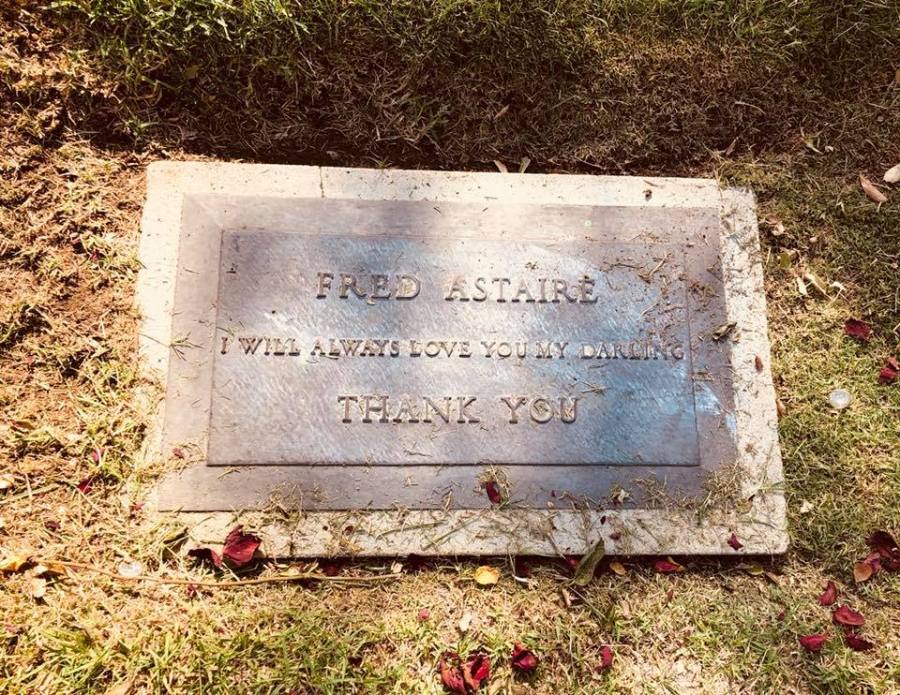 FRED ASTAIRE
I WILL ALWAYS LOVE YOU MY DARLING
THANK YOU